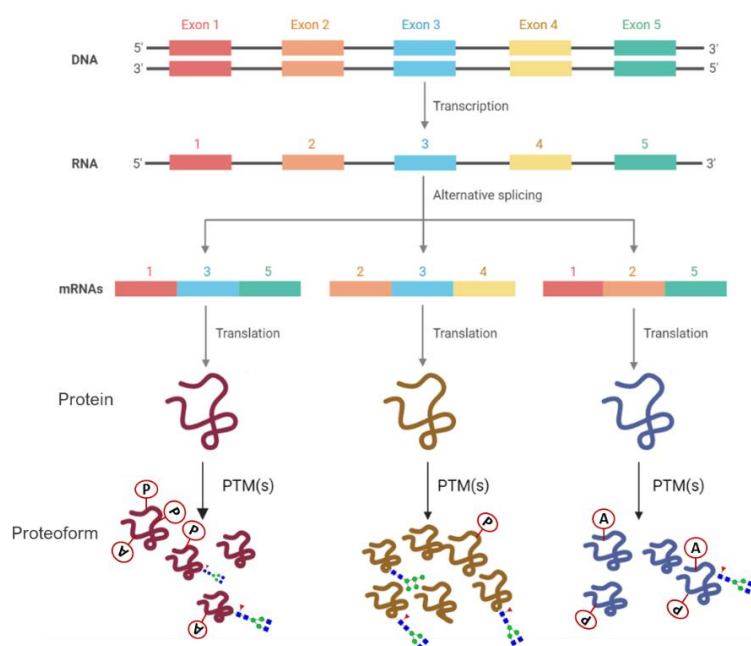 Exon 1 Exon 2 Exon 3 Exon 4 Exon 5
5' 3'
DNA
3' 5'
Transcription
1 2 3 4 5
RNA 5' 3'
Alternative splicing
1 3 5 2 3 4 1 2 5
mRNAs
Translation Translation Translation
Protein
PTM(s) PTM(s) PTM(s)
P P P P A A
Proteoform
A
A P P